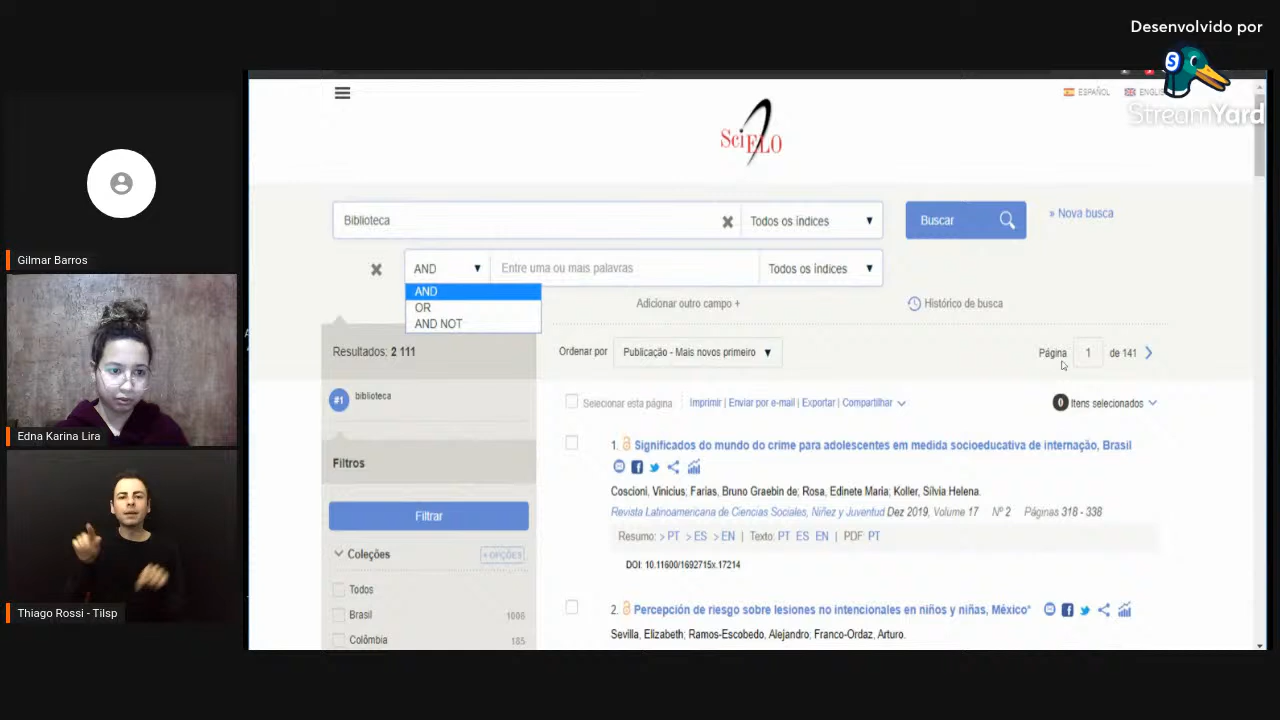 Desenvolvido por
S
StreamYard
ESPAÑOL
SciELO
Biblioteca
Todos os índices
Buscar
» Nova busca
AND
Entre uma ou mais palavras
Todos os índices
AND
OR
AND NOT
Adicionar outro campo +
Histórico de busca
Resultados: 2 111
Ordenar por
Publicação - Mais novos primeiro
Página 1 de 141
#1 biblioteca
Selecionar esta página
Imprimir | Enviar por e-mail | Exportar | Compartilhar
0 Itens selecionados
1. Significados do mundo do crime para adolescentes em medida socioeducativa de internação, Brasil
Coscioni, Vinicius; Farias, Bruno Graebin de; Rosa, Edinete Maria; Koller, Sílvia Helena.
Revista Latinoamericana de Ciencias Sociales, Niñez y Juventud Dez 2019, Volume 17 Nº 2 Páginas 318 - 338
Resumo: > PT > ES > EN | Texto: PT ES EN | PDF: PT
DOI: 10.11600/1692715x.17214
2. Percepción de riesgo sobre lesiones no intencionales en niños y niñas, México*
Sevilla, Elizabeth; Ramos-Escobedo, Alejandro; Franco-Ordaz, Arturo.
Filtros
Filtrar
Coleções
+ OPÇÕES
Todos
Brasil 1006
Colômbia 185
Gilmar Barros
Edna Karina Lira
Thiago Rossi - Tilsp